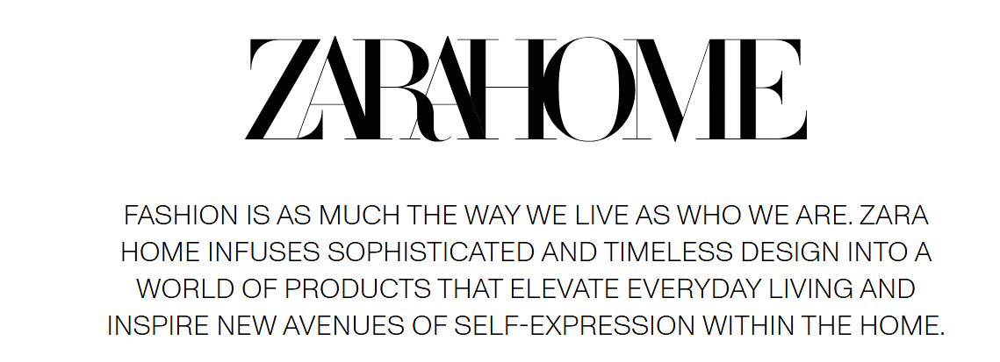 ZARAHOME
FASHION IS AS MUCH THE WAY WE LIVE AS WHO WE ARE. ZARA
HOME INFUSES SOPHISTICATED AND TIMELESS DESIGN INTO A
WORLD OF PRODUCTS THAT ELEVATE EVERYDAY LIVING AND
INSPIRE NEW AVENUES OF SELF-EXPRESSION WITHIN THE HOME.